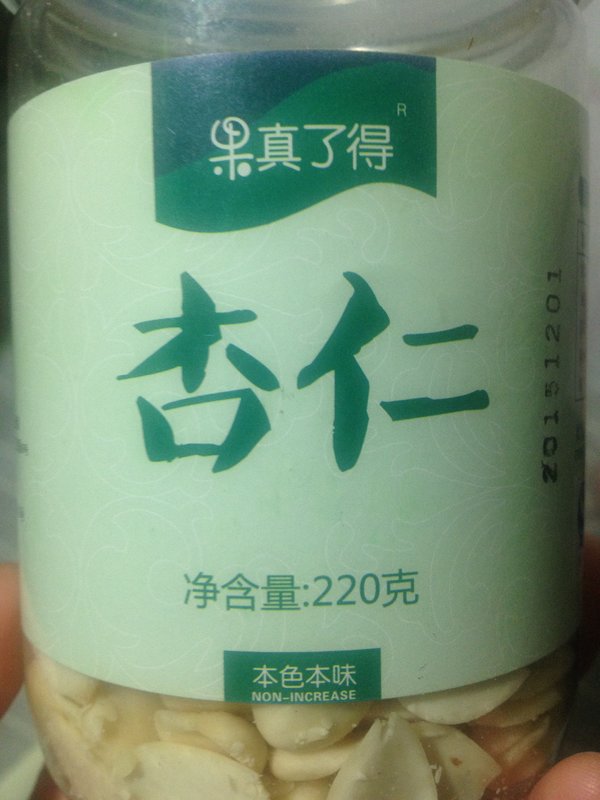 果真了得
R
杏仁
20151201
净含量:220克
本色本味
NON-INCREASE